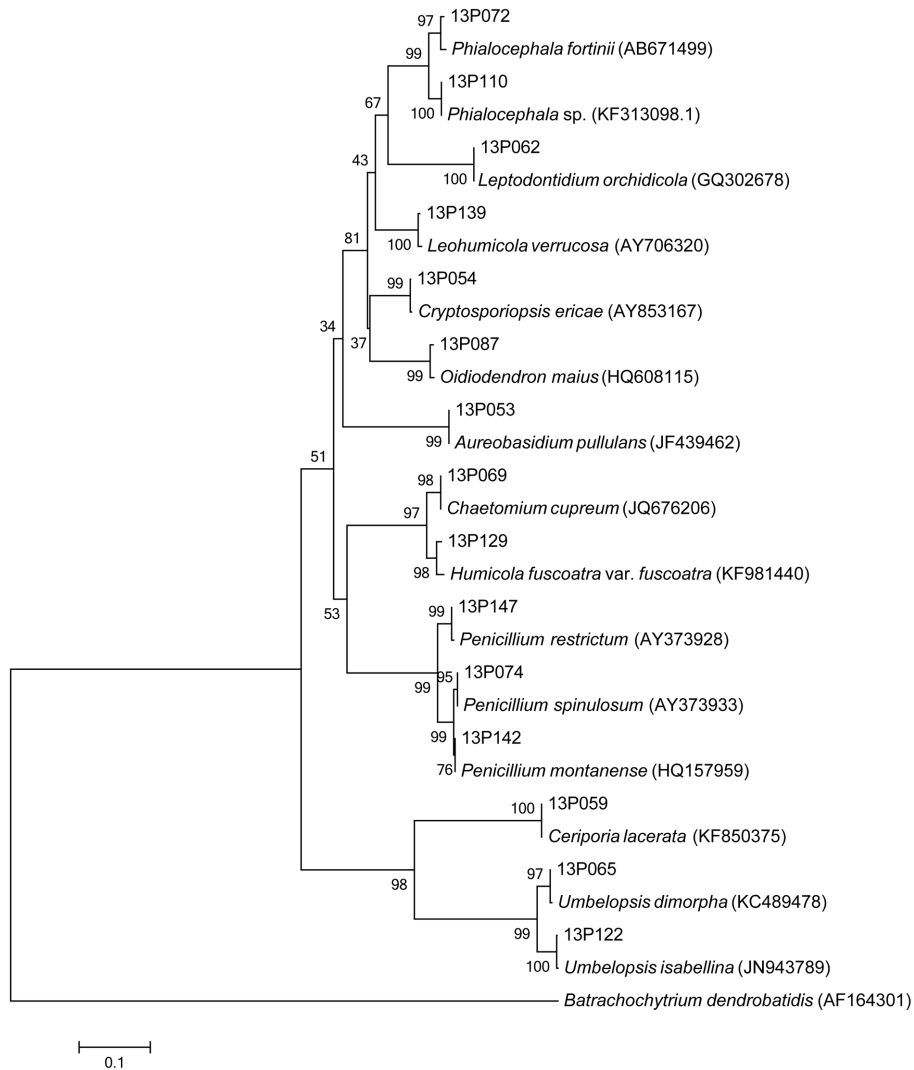 97 13P072
Phialocephala fortinii (AB671499)
99
13P110
100 Phialocephala sp. (KF313098.1)
67
13P062
100 Leptodontidium orchidicola (GQ302678)
43
13P139
100 Leohumicola verrucosa (AY706320)
81
99 13P054
Cryptosporiopsis ericae (AY853167)
34
37
13P087
99 Oidiodendron maius (HQ608115)
13P053
99 Aureobasidium pullulans (JF439462)
51
98 13P069
Chaetomium cupreum (JQ676206)
97
13P129
98 Humicola fuscoatra var. fuscoatra (KF981440)
53
99 13P147
Penicillium restrictum (AY373928)
99
95 13P074
Penicillium spinulosum (AY373933)
99 13P142
76 Penicillium montanense (HQ157959)
100 13P059
Ceriporia lacerata (KF850375)
98
97 13P065
Umbelopsis dimorpha (KC489478)
99
13P122
100 Umbelopsis isabellina (JN943789)
Batrachochytrium dendrobatidis (AF164301)
0.1